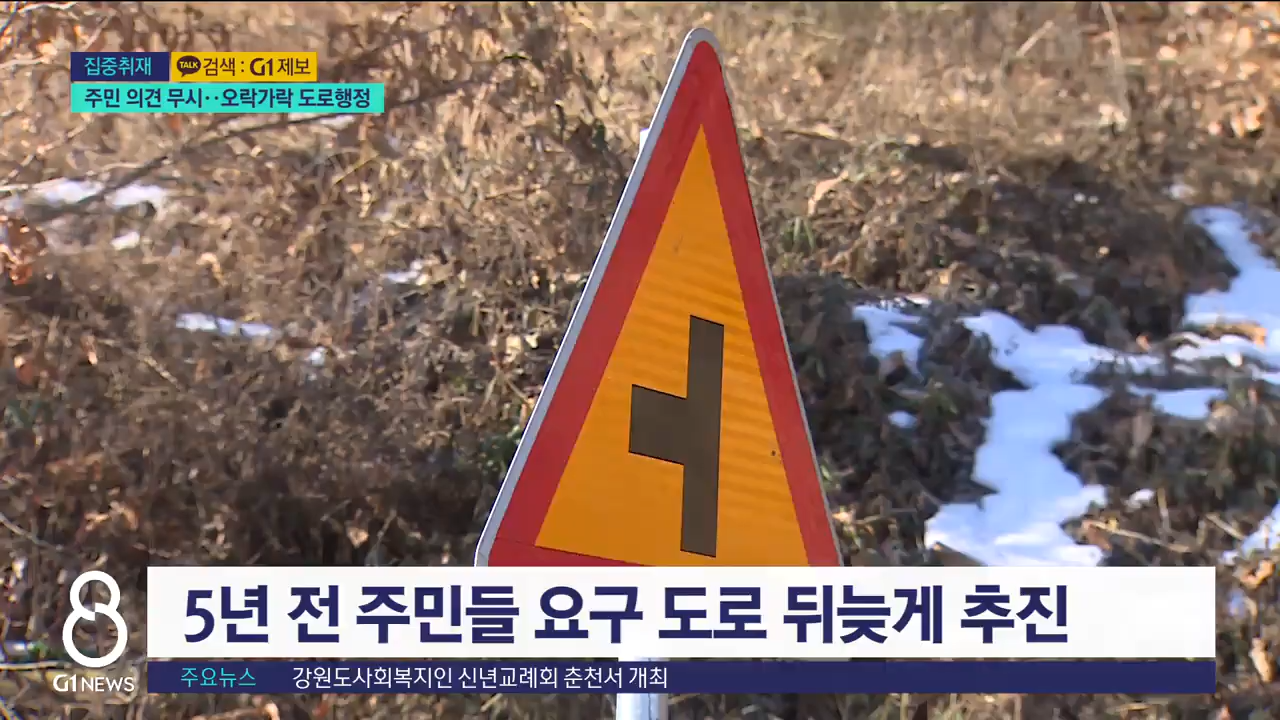 집중취재 TALK 검색 : G1 제보
주민 의견 무시‥오락가락 도로행정
5년 전 주민들 요구 도로 뒤늦게 추진
8
G1 NEWS
주요뉴스 강원도사회복지인 신년교례회 춘천서 개최